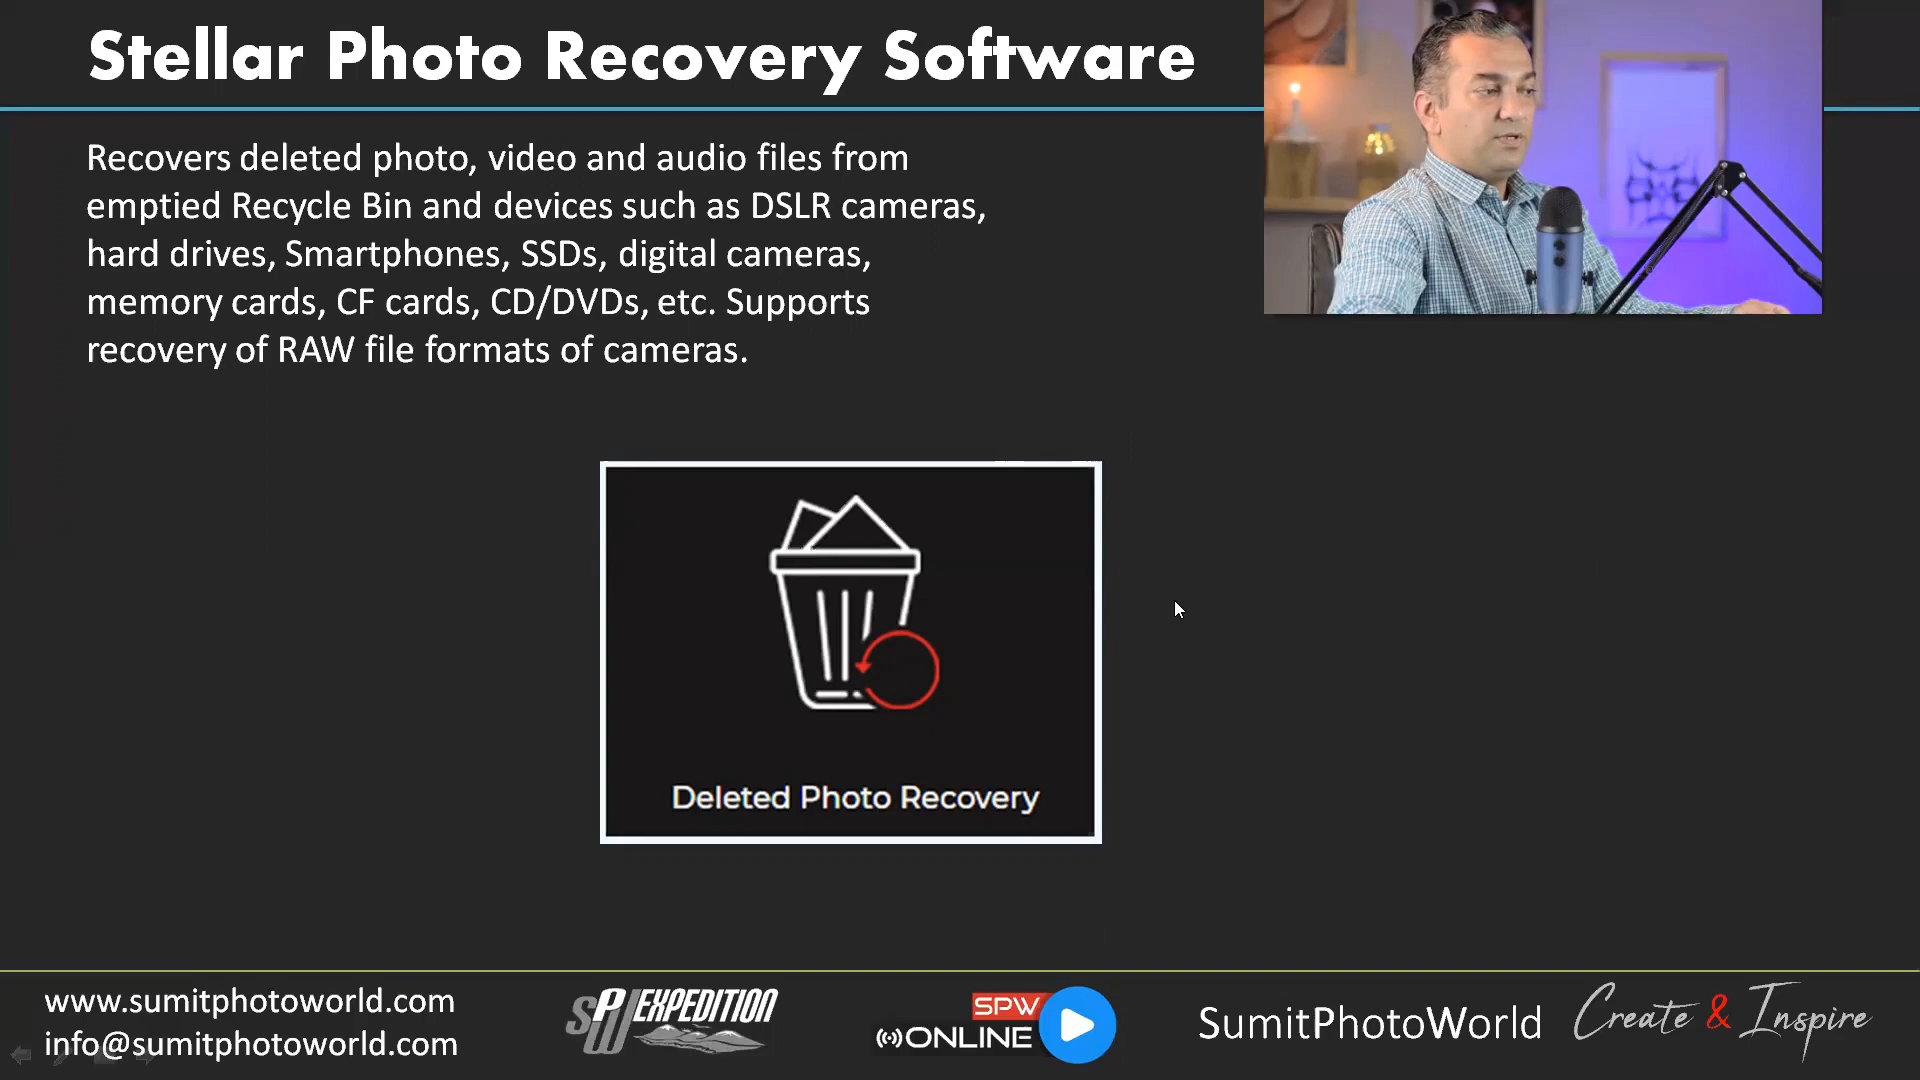 Stellar Photo Recovery Software
Recovers deleted photo, video and audio files from
emptied Recycle Bin and devices such as DSLR cameras,
hard drives, Smartphones, SSDs, digital cameras,
memory cards, CF cards, CD/DVDs, etc. Supports
recovery of RAW file formats of cameras.
Deleted Photo Recovery
www.sumitphotoworld.com
info@sumitphotoworld.com
SPW EXPEDITION
SPW
ONLINE
SumitPhotoWorld
Create & Inspire